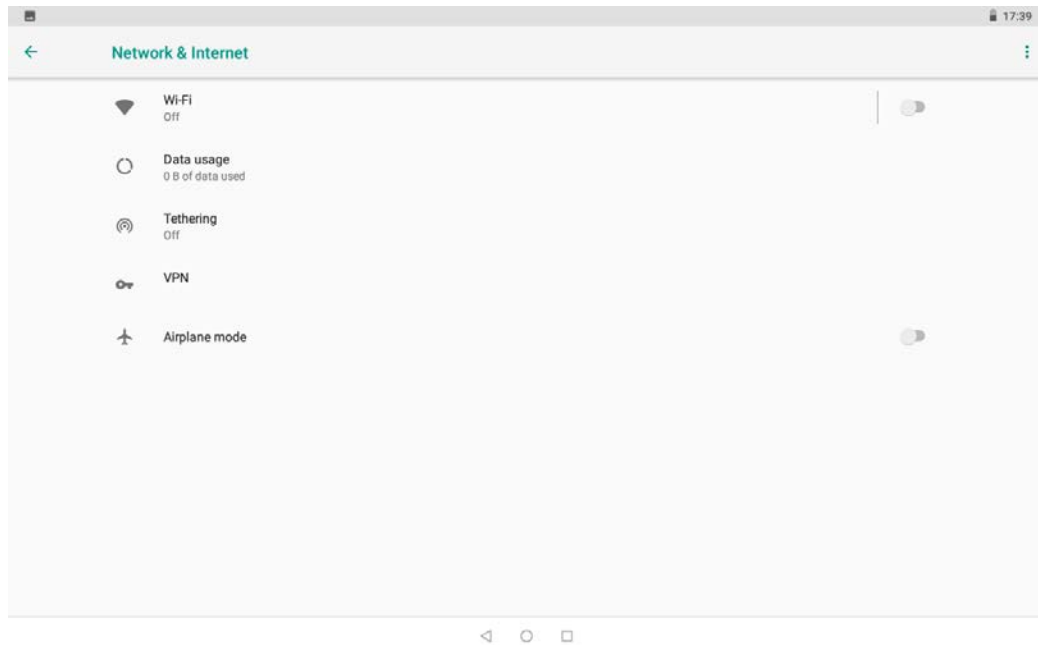 17:39
Network & Internet
Wi-Fi
Off
Data usage
0 B of data used
Tethering
Off
VPN
Airplane mode